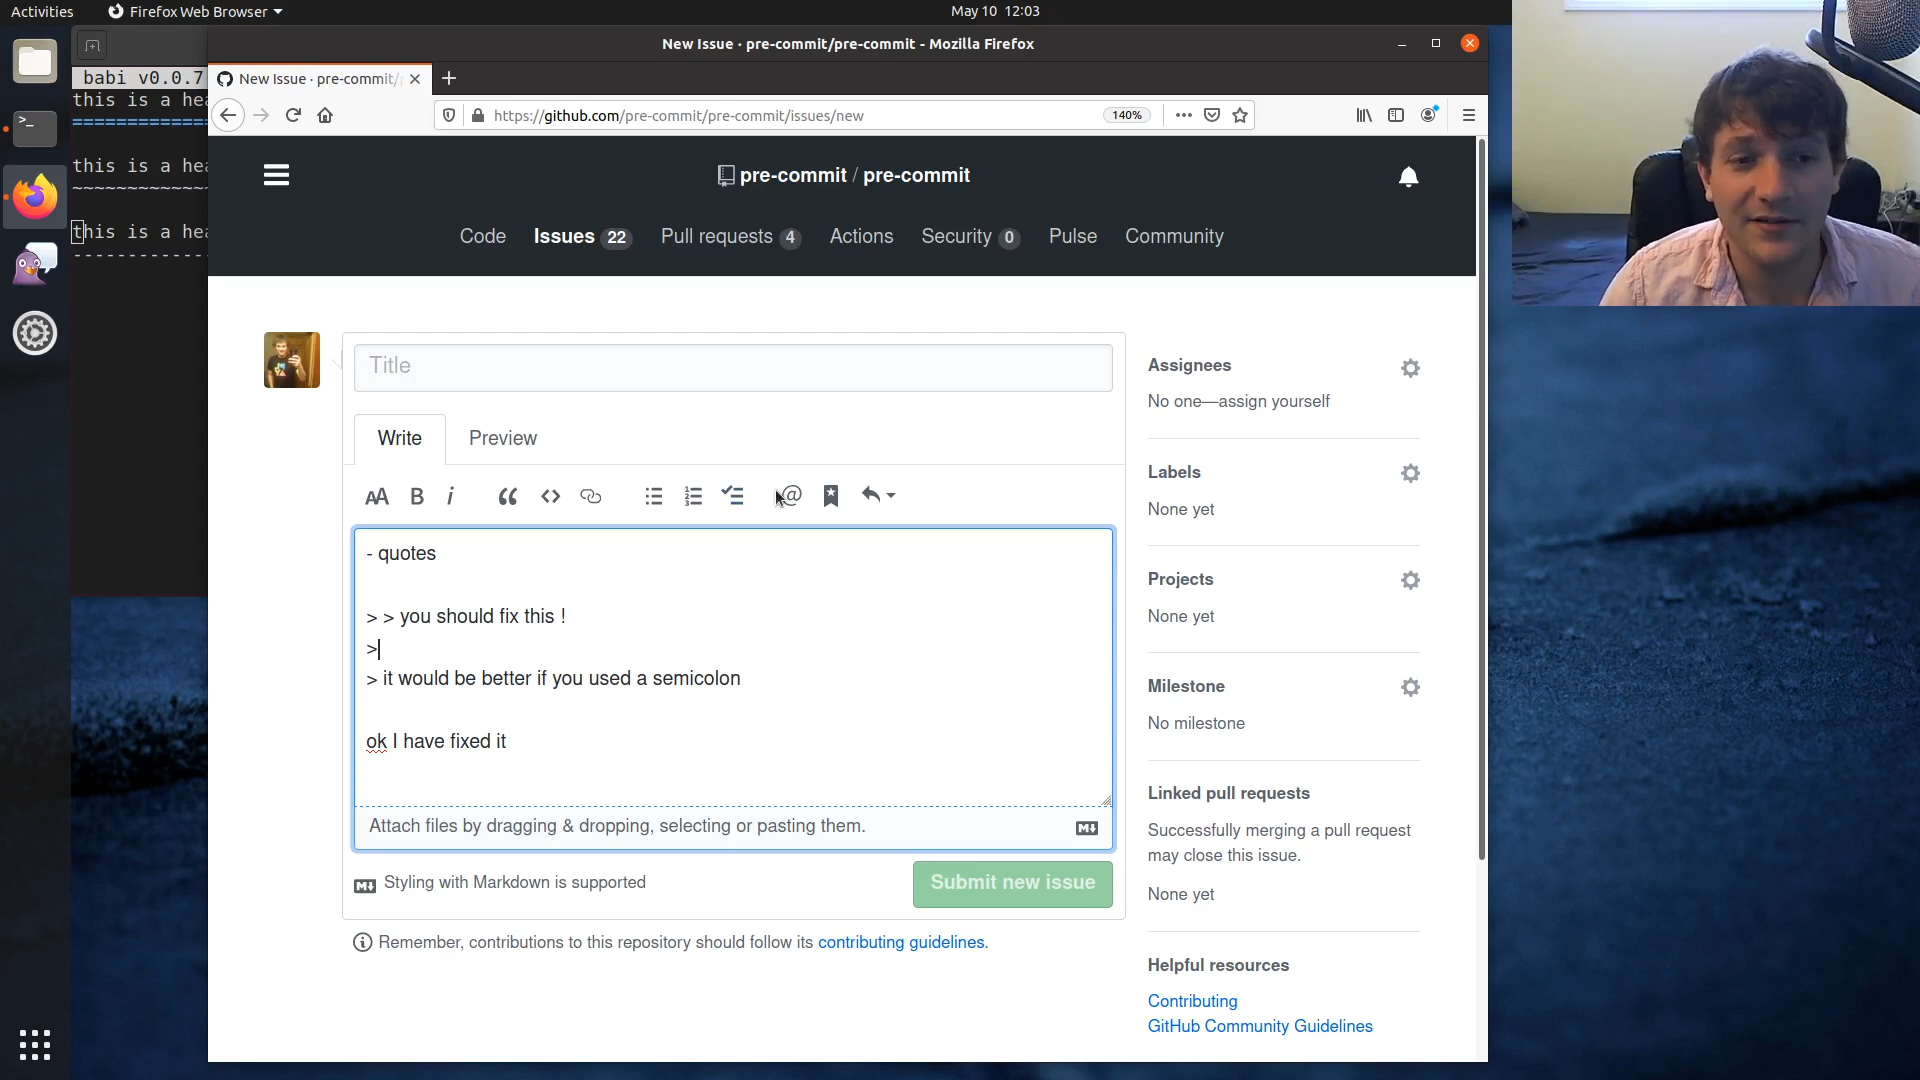 Activities
Firefox Web Browser
May 10 12:03
New Issue · pre-commit/pre-commit - Mozilla Firefox
babi v0.0.7
New Issue · pre-commit/
this is a hea
==============
https://github.com/pre-commit/pre-commit/issues/new
140%
this is a hea
~~~~~~~~~~~~~
this is a hea
-------------
pre-commit / pre-commit
Code
Issues 22
Pull requests 4
Actions
Security 0
Pulse
Community
Title
Write
Preview
AA B i
- quotes
> > you should fix this !
>
> it would be better if you used a semicolon
ok I have fixed it
Attach files by dragging & dropping, selecting or pasting them.
Styling with Markdown is supported
Submit new issue
Remember, contributions to this repository should follow its contributing guidelines.
Assignees
No one—assign yourself
Labels
None yet
Projects
None yet
Milestone
No milestone
Linked pull requests
Successfully merging a pull request
may close this issue.
None yet
Helpful resources
Contributing
GitHub Community Guidelines